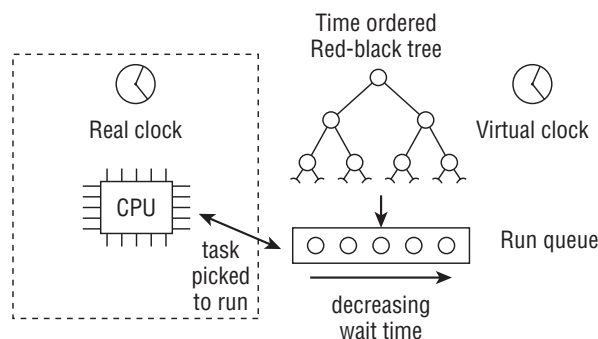 Time ordered
Red-black tree
Real clock
Virtual clock
CPU
Run queue
task
picked
to run
decreasing
wait time